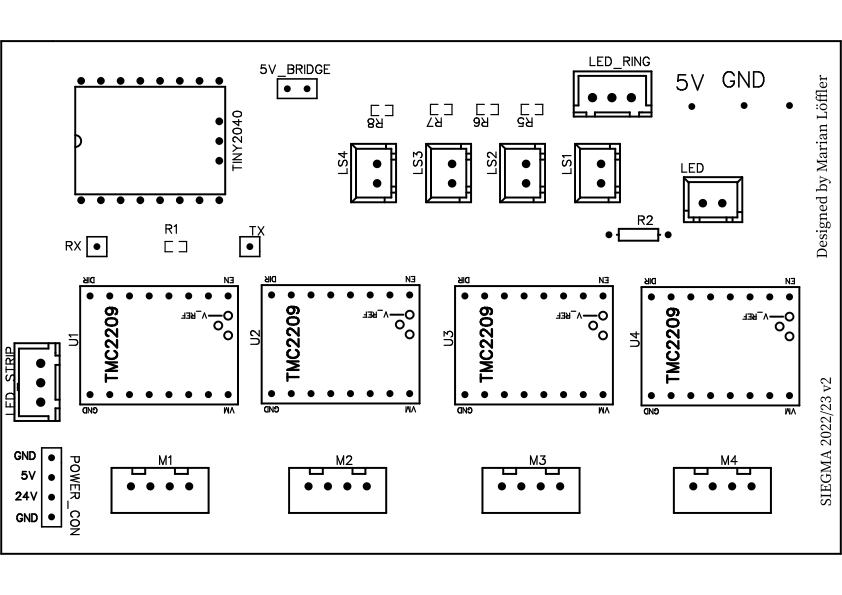 5V_BRIDGE
LED_RING
5V
GND
TINY2040
R8
R7
R6
R5
LS4
LS3
LS2
LS1
LED
Designed by Marian Löffler
RX
R1
TX
R2
DIR
EN
U1
TMC2209
V_REF
GND
VM
DIR
EN
U2
TMC2209
V_REF
GND
VM
DIR
EN
U3
TMC2209
V_REF
GND
VM
DIR
EN
U4
TMC2209
V_REF
GND
VM
LED_STRIP
SIEGMA 2022/23 v2
GND
5V
24V
GND
POWER_CON
M1
M2
M3
M4